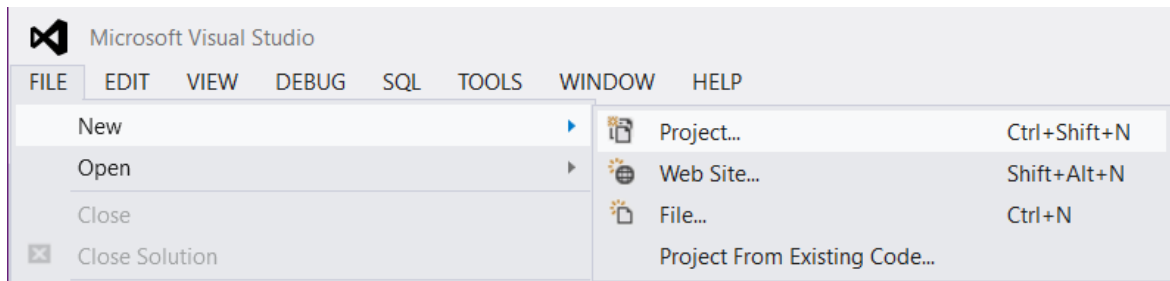 Microsoft Visual Studio
FILE EDIT VIEW DEBUG SQL TOOLS WINDOW HELP
New
Open
Close
Close Solution
Project... Ctrl+Shift+N
Web Site... Shift+Alt+N
File... Ctrl+N
Project From Existing Code...